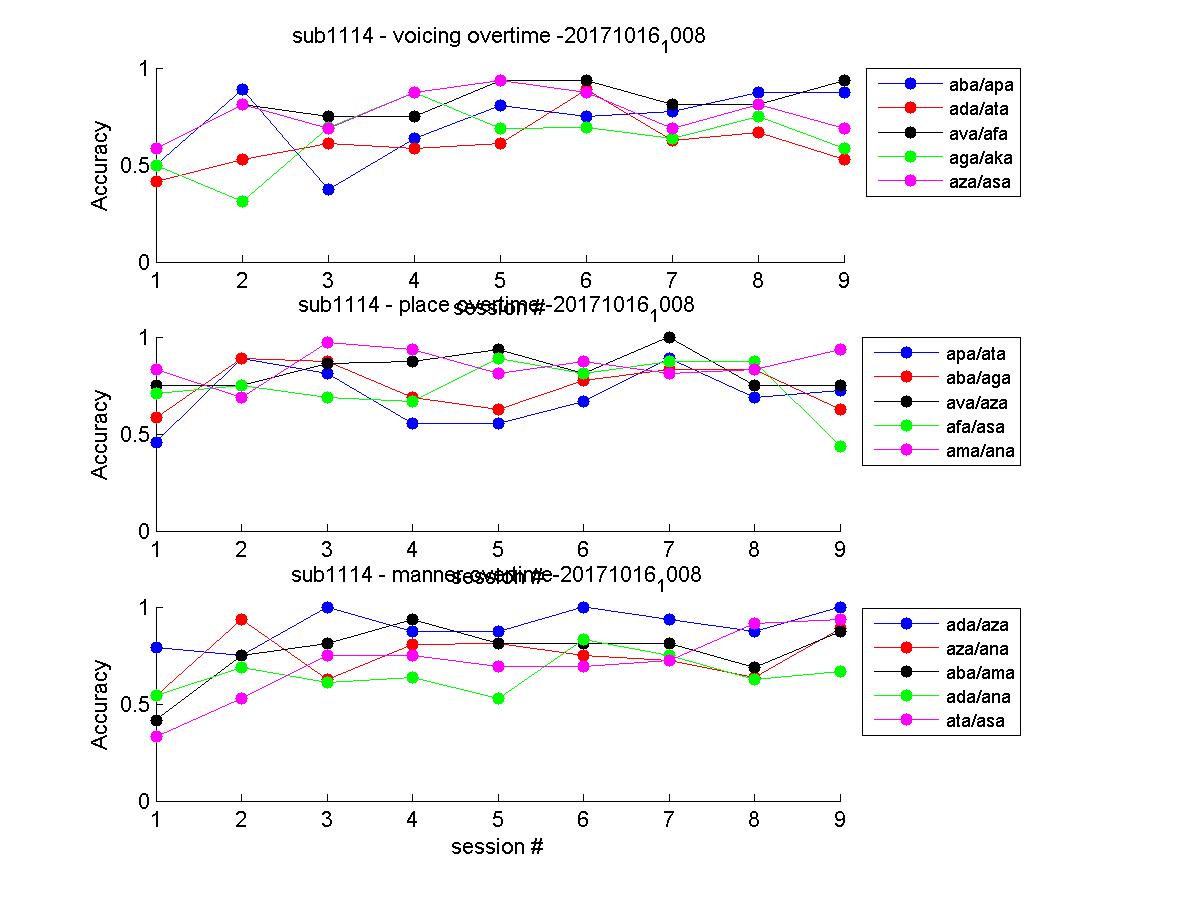 sub1114 - voicing overtime -20171016₁008
1
0.5
0
Accuracy
1 2 3 4 5 6 7 8 9
session #
aba/apa
ada/ata
ava/afa
aga/aka
aza/asa
sub1114 - place overtime -20171016₁008
1
0.5
0
Accuracy
1 2 3 4 5 6 7 8 9
session #
apa/ata
aba/aga
ava/aza
afa/asa
ama/ana
sub1114 - manner overtime -20171016₁008
1
0.5
0
Accuracy
1 2 3 4 5 6 7 8 9
session #
ada/aza
aza/ana
aba/ama
ada/ana
ata/asa